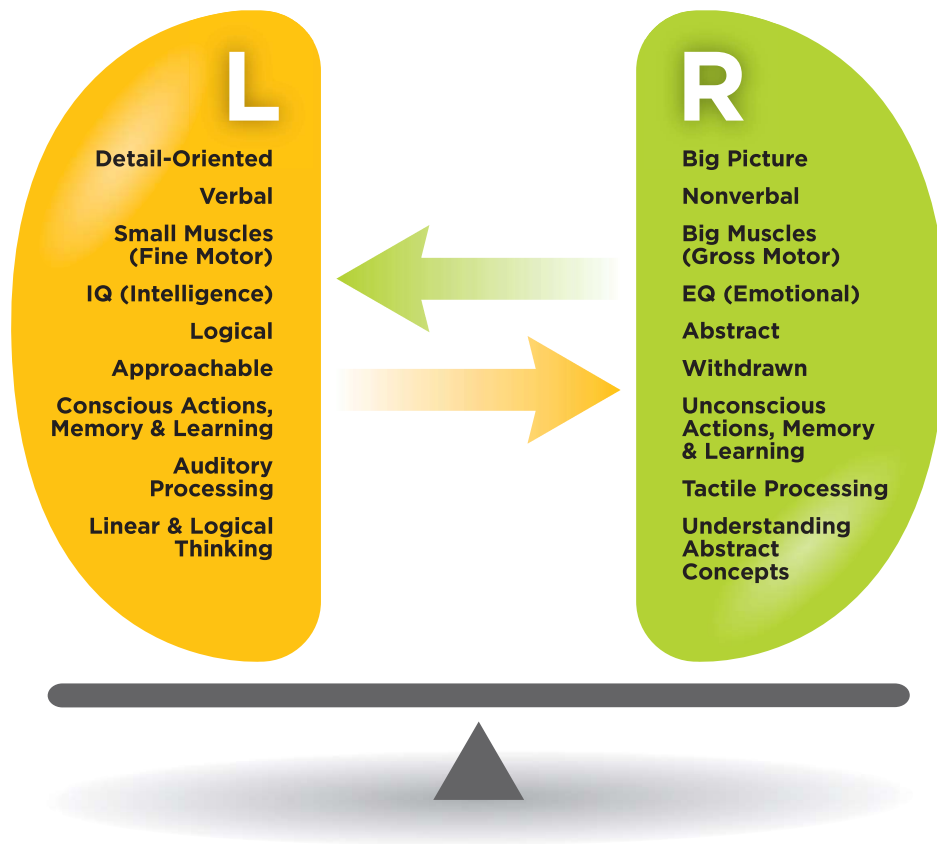 L
Detail-Oriented
Verbal
Small Muscles
(Fine Motor)
IQ (Intelligence)
Logical
Approachable
Conscious Actions,
Memory & Learning
Auditory
Processing
Linear & Logical
Thinking
R
Big Picture
Nonverbal
Big Muscles
(Gross Motor)
EQ (Emotional)
Abstract
Withdrawn
Unconscious
Actions, Memory
& Learning
Tactile Processing
Understanding
Abstract
Concepts